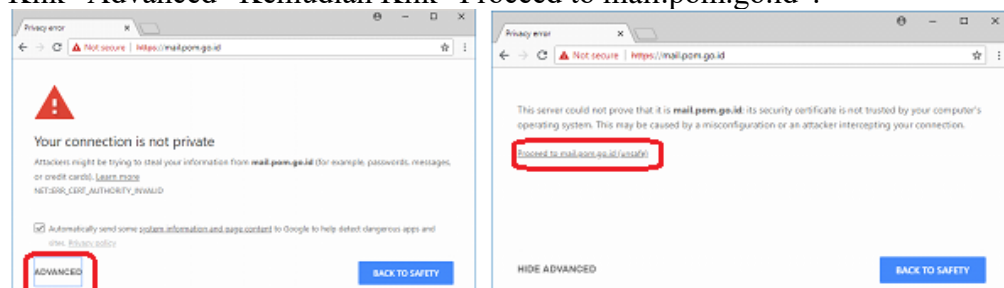 Klik "Advanced" Kemudian Klik "Proceed to mail.pom.go.id".
Privacy error
Not secure | https://mail.pom.go.id
Your connection is not private
Attackers might be trying to steal your information from mail.pom.go.id (for example, passwords, messages,
or credit cards). Learn more
NET::ERR_CERT_AUTHORITY_INVALID
Automatically send some system information and page content to Google to help detect dangerous apps and
sites. Privacy policy
ADVANCED
BACK TO SAFETY
Privacy error
Not secure | https://mail.pom.go.id
This server could not prove that it is mail.pom.go.id; its security certificate is not trusted by your computer's
operating system. This may be caused by a misconfiguration or an attacker intercepting your connection.
Proceed to mail.pom.go.id (unsafe)
HIDE ADVANCED
BACK TO SAFETY